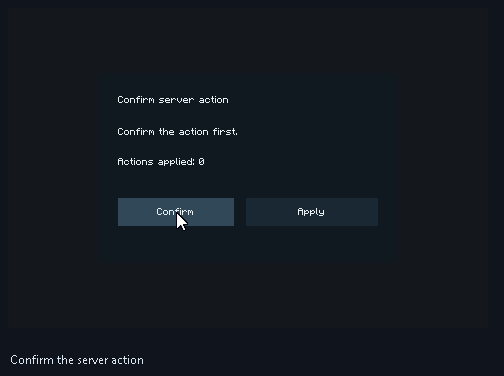 Confirm server action
Confirm the action first.
Actions applied: 0
Confirm
Apply
Confirm the server action